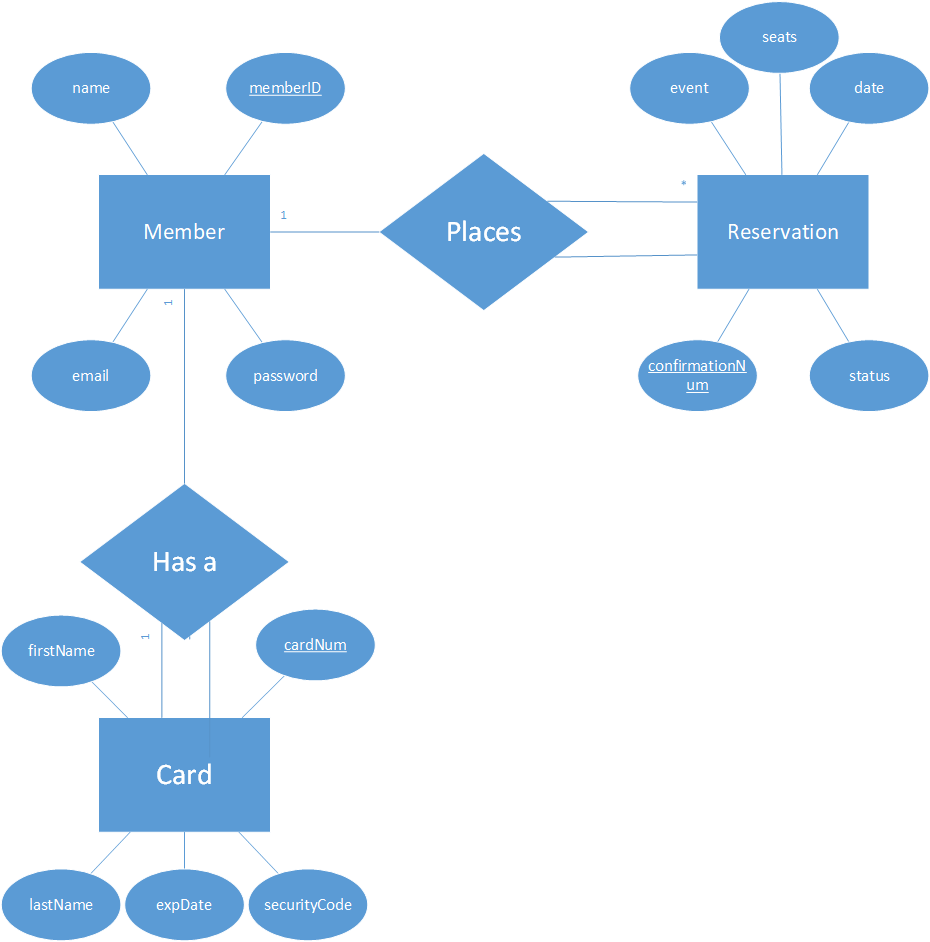 seats
name
memberID
event
date
1
*
Member
Places
Reservation
1
email
password
confirmationN
um
status
Has a
1
firstName
cardNum
Card
lastName
expDate
securityCode